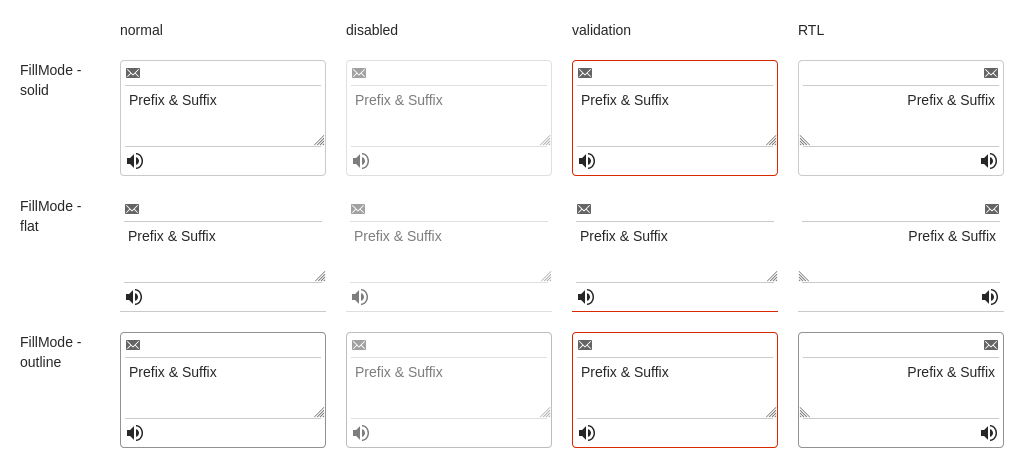 normal disabled validation RTL
FillMode - solid
Prefix & Suffix Prefix & Suffix Prefix & Suffix Prefix & Suffix
FillMode - flat
Prefix & Suffix Prefix & Suffix Prefix & Suffix Prefix & Suffix
FillMode - outline
Prefix & Suffix Prefix & Suffix Prefix & Suffix Prefix & Suffix